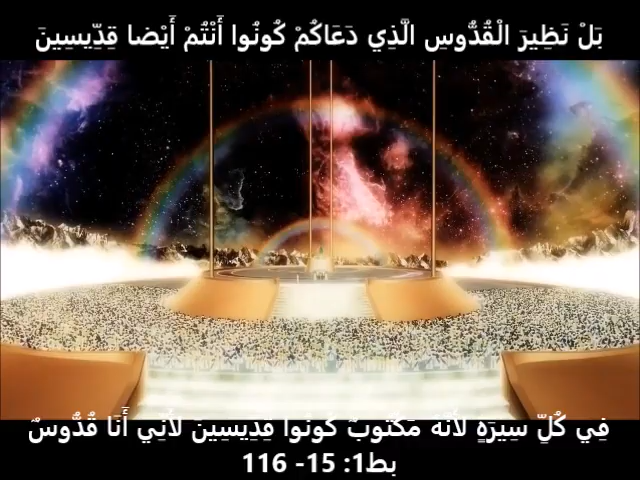 بَلْ نَظِيرَ الْقُدُّوسِ الَّذِي دَعَاكُمْ كُونُوا أَنْتُمْ أَيْضا قِدِّيسِينَ
فِي كُلِّ سِيرَةٍ لأَنَّهُ مَكْتُوبٌ كُونُوا قِدِّيسِينَ لأَنِّي أَنَا قُدُّوسٌ
بط1: 15- 116